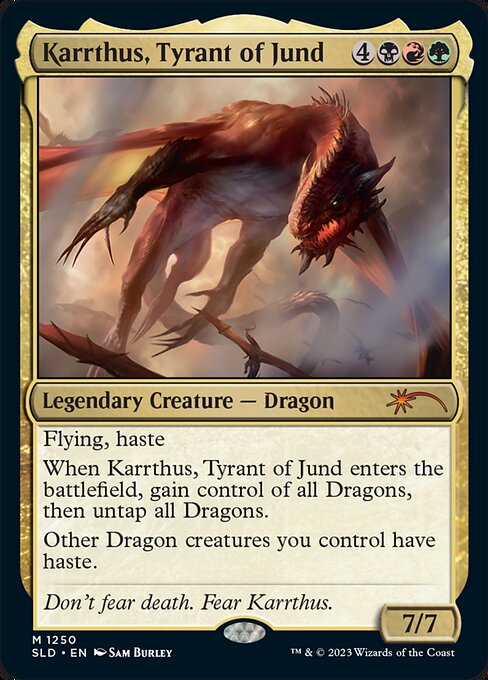 Karrthus, Tyrant of Jund 4
Legendary Creature — Dragon
Flying, haste
When Karrthus, Tyrant of Jund enters the
battlefield, gain control of all Dragons,
then untap all Dragons.
Other Dragon creatures you control have
haste.
Don't fear death. Fear Karrthus.
7/7
M 1250
SLD • EN Sam Burley
™ & © 2023 Wizards of the Coast